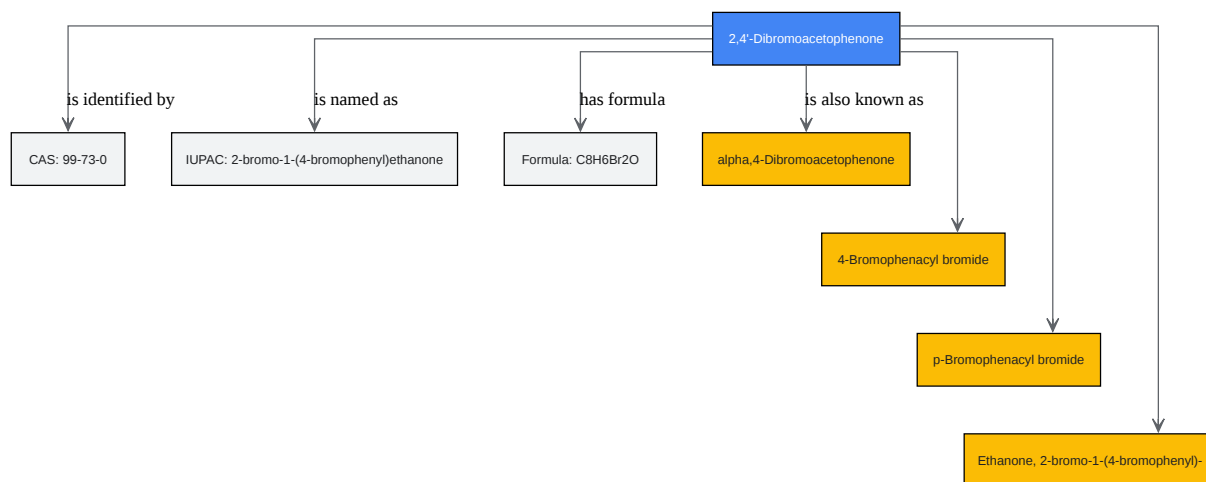 2,4'-Dibromoacetophenone
is identified by
is named as
has formula
is also known as
CAS: 99-73-0
IUPAC: 2-bromo-1-(4-bromophenyl)ethanone
Formula: C8H6Br2O
alpha,4-Dibromoacetophenone
4-Bromophenacyl bromide
p-Bromophenacyl bromide
Ethanone, 2-bromo-1-(4-bromophenyl)-